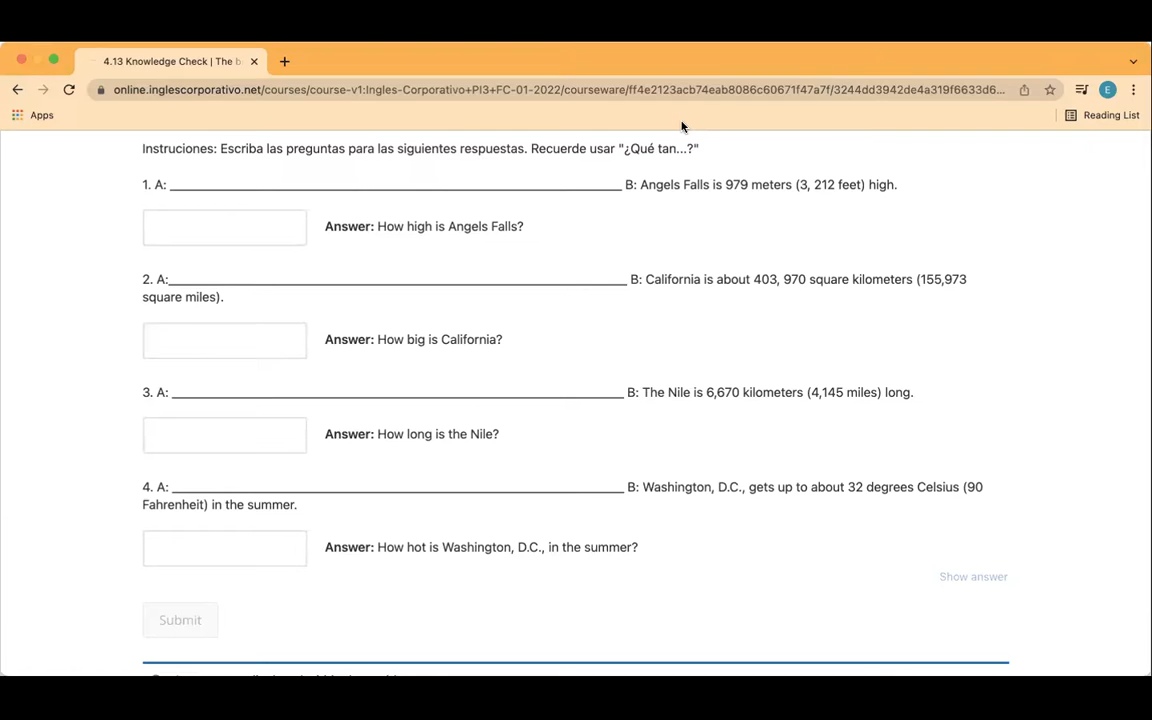 4.13 Knowledge Check | The b
online.inglescorporativo.net/courses/course-v1:Ingles-Corporativo+PI3+FC-01-2022/courseware/ff4e2123acb74eab8086c60671f47a7f/3244dd3942de4a319f6633d6...
E
Apps
Reading List
Instruciones: Escriba las preguntas para las siguientes respuestas. Recuerde usar "¿Qué tan...?"
1. A: ________________ B: Angels Falls is 979 meters (3, 212 feet) high.
Answer: How high is Angels Falls?
2. A:________________ B: California is about 403, 970 square kilometers (155,973
square miles).
Answer: How big is California?
3. A: ________________ B: The Nile is 6,670 kilometers (4,145 miles) long.
Answer: How long is the Nile?
4. A: ________________ B: Washington, D.C., gets up to about 32 degrees Celsius (90
Fahrenheit) in the summer.
Answer: How hot is Washington, D.C., in the summer?
Show answer
Submit